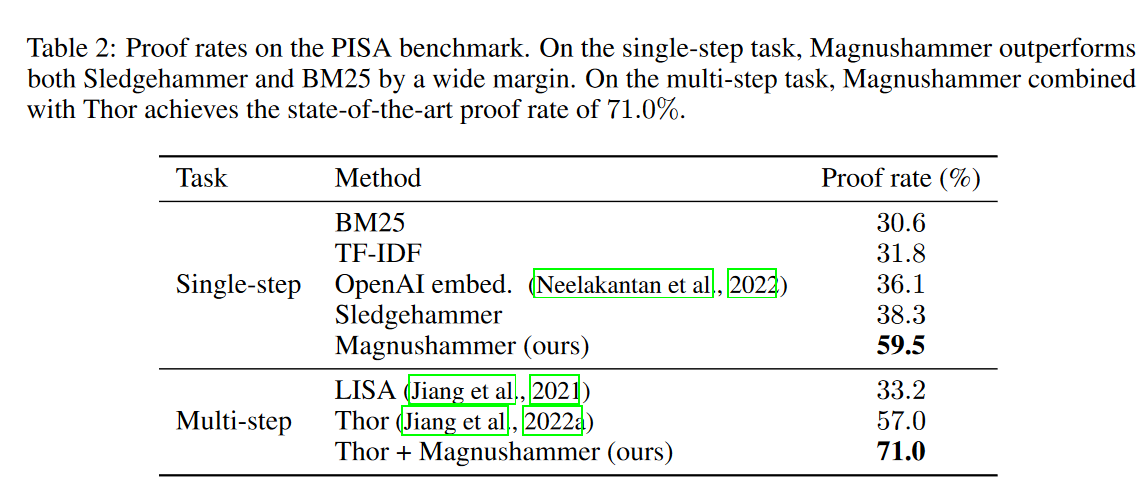 Table 2: Proof rates on the PISA benchmark. On the single-step task, Magnushammer outperforms
both Sledgehammer and BM25 by a wide margin. On the multi-step task, Magnushammer combined
with Thor achieves the state-of-the-art proof rate of 71.0%.
Task Method Proof rate (%)
BM25 30.6
TF-IDF 31.8
Single-step OpenAI embed. (Neelakantan et al., 2022) 36.1
Sledgehammer 38.3
Magnushammer (ours) 59.5
LISA (Jiang et al., 2021) 33.2
Multi-step Thor (Jiang et al., 2022a) 57.0
Thor + Magnushammer (ours) 71.0